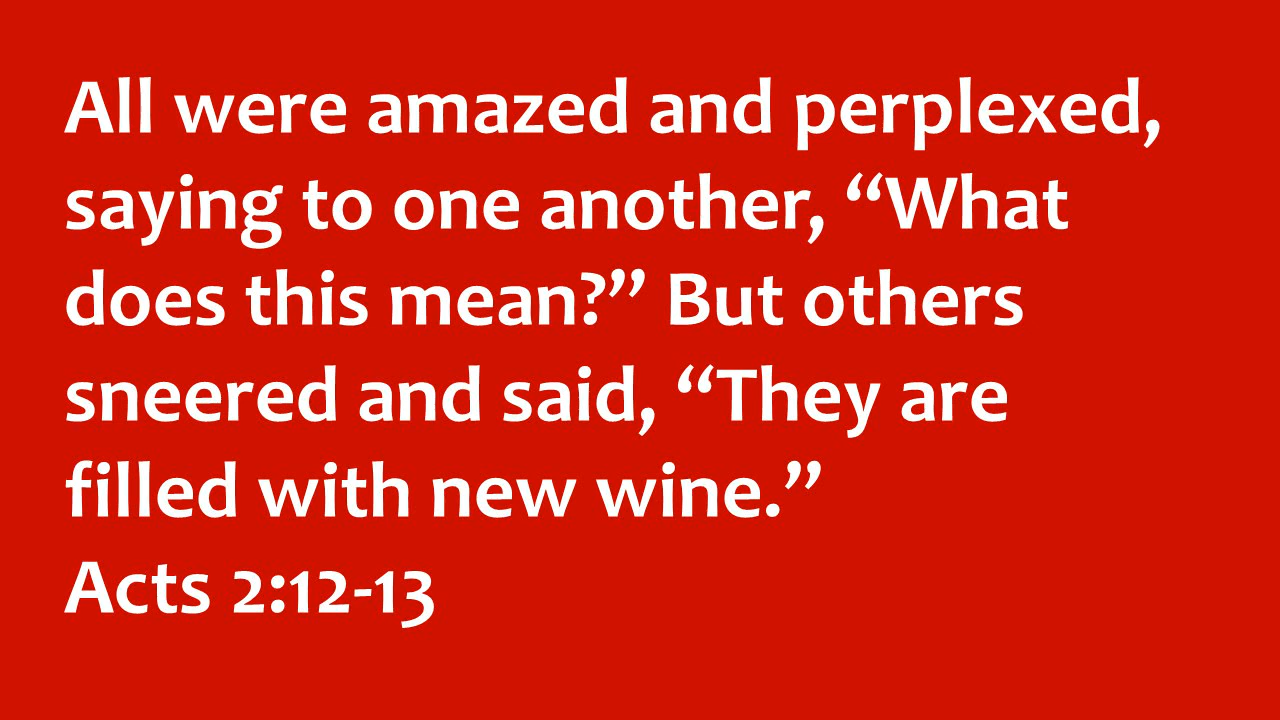 All were amazed and perplexed,
saying to one another, “What
does this mean?” But others
sneered and said, “They are
filled with new wine.”
Acts 2:12-13